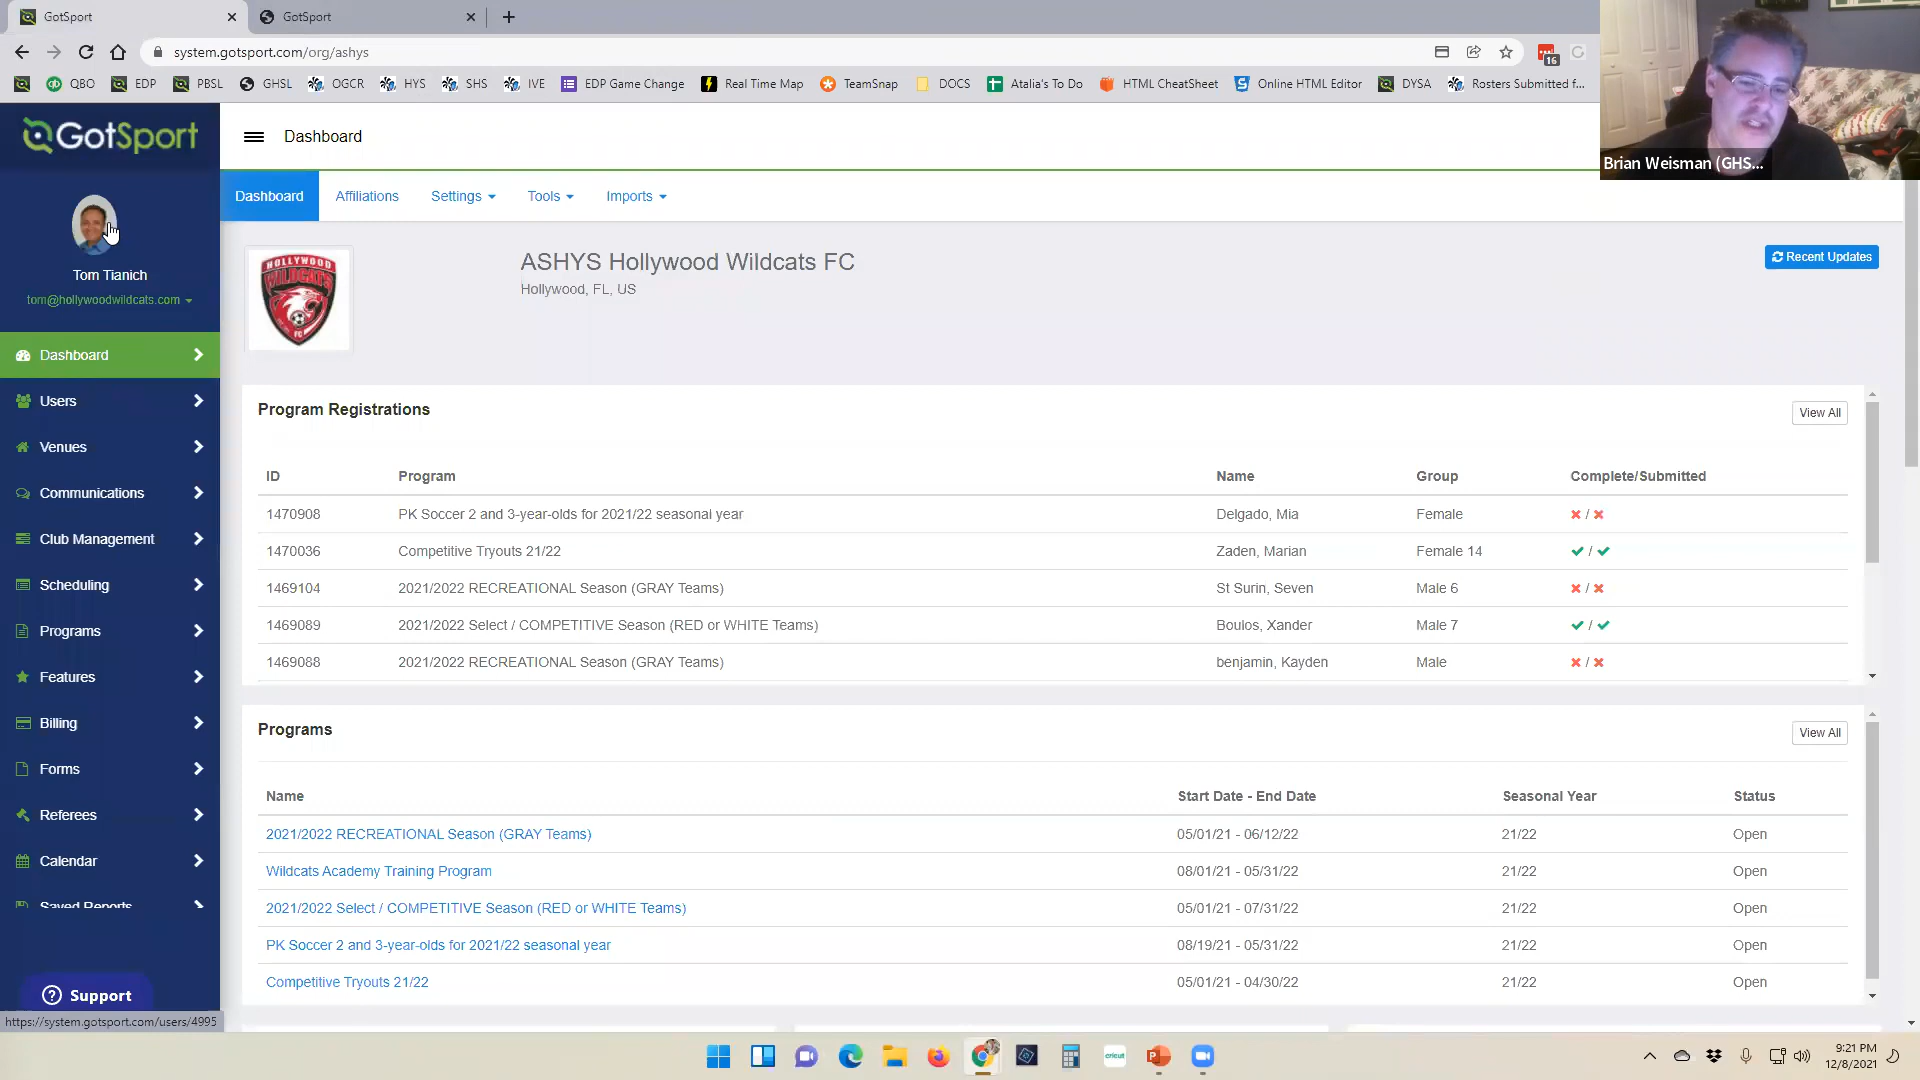 GotSport
GotSport
system.gotsport.com/org/ashys
16
QBO
EDP
PBSL
GHSL
OGCR
HYS
SHS
IVE
EDP Game Change
Real Time Map
TeamSnap
DOCS
Atalia's To Do
HTML CheatSheet
Online HTML Editor
DYSA
Rosters Submitted f...
Brian Weisman (GHS...
GotSport
Dashboard
Dashboard
Affiliations
Settings
Tools
Imports
Tom Tianich
tom@hollywoodwildcats.com
HOLLYWOOD
WILDCATS
FC
ASHYS Hollywood Wildcats FC
Hollywood, FL, US
Recent Updates
Dashboard
Users
Venues
Communications
Club Management
Scheduling
Programs
Features
Billing
Forms
Referees
Calendar
Saved Reports
Support
https://system.gotsport.com/users/4995
Program Registrations
View All
ID Program Name Group Complete/Submitted
1470908 PK Soccer 2 and 3-year-olds for 2021/22 seasonal year Delgado, Mia Female /
1470036 Competitive Tryouts 21/22 Zaden, Marian Female 14 /
1469104 2021/2022 RECREATIONAL Season (GRAY Teams) St Surin, Seven Male 6 /
1469089 2021/2022 Select / COMPETITIVE Season (RED or WHITE Teams) Boulos, Xander Male 7 /
1469088 2021/2022 RECREATIONAL Season (GRAY Teams) benjamin, Kayden Male /
Programs
View All
Name Start Date - End Date Seasonal Year Status
2021/2022 RECREATIONAL Season (GRAY Teams) 05/01/21 - 06/12/22 21/22 Open
Wildcats Academy Training Program 08/01/21 - 05/31/22 21/22 Open
2021/2022 Select / COMPETITIVE Season (RED or WHITE Teams) 05/01/21 - 07/31/22 21/22 Open
PK Soccer 2 and 3-year-olds for 2021/22 seasonal year 08/19/21 - 05/31/22 21/22 Open
Competitive Tryouts 21/22 05/01/21 - 04/30/22 21/22 Open
cricut
9:21 PM
12/8/2021